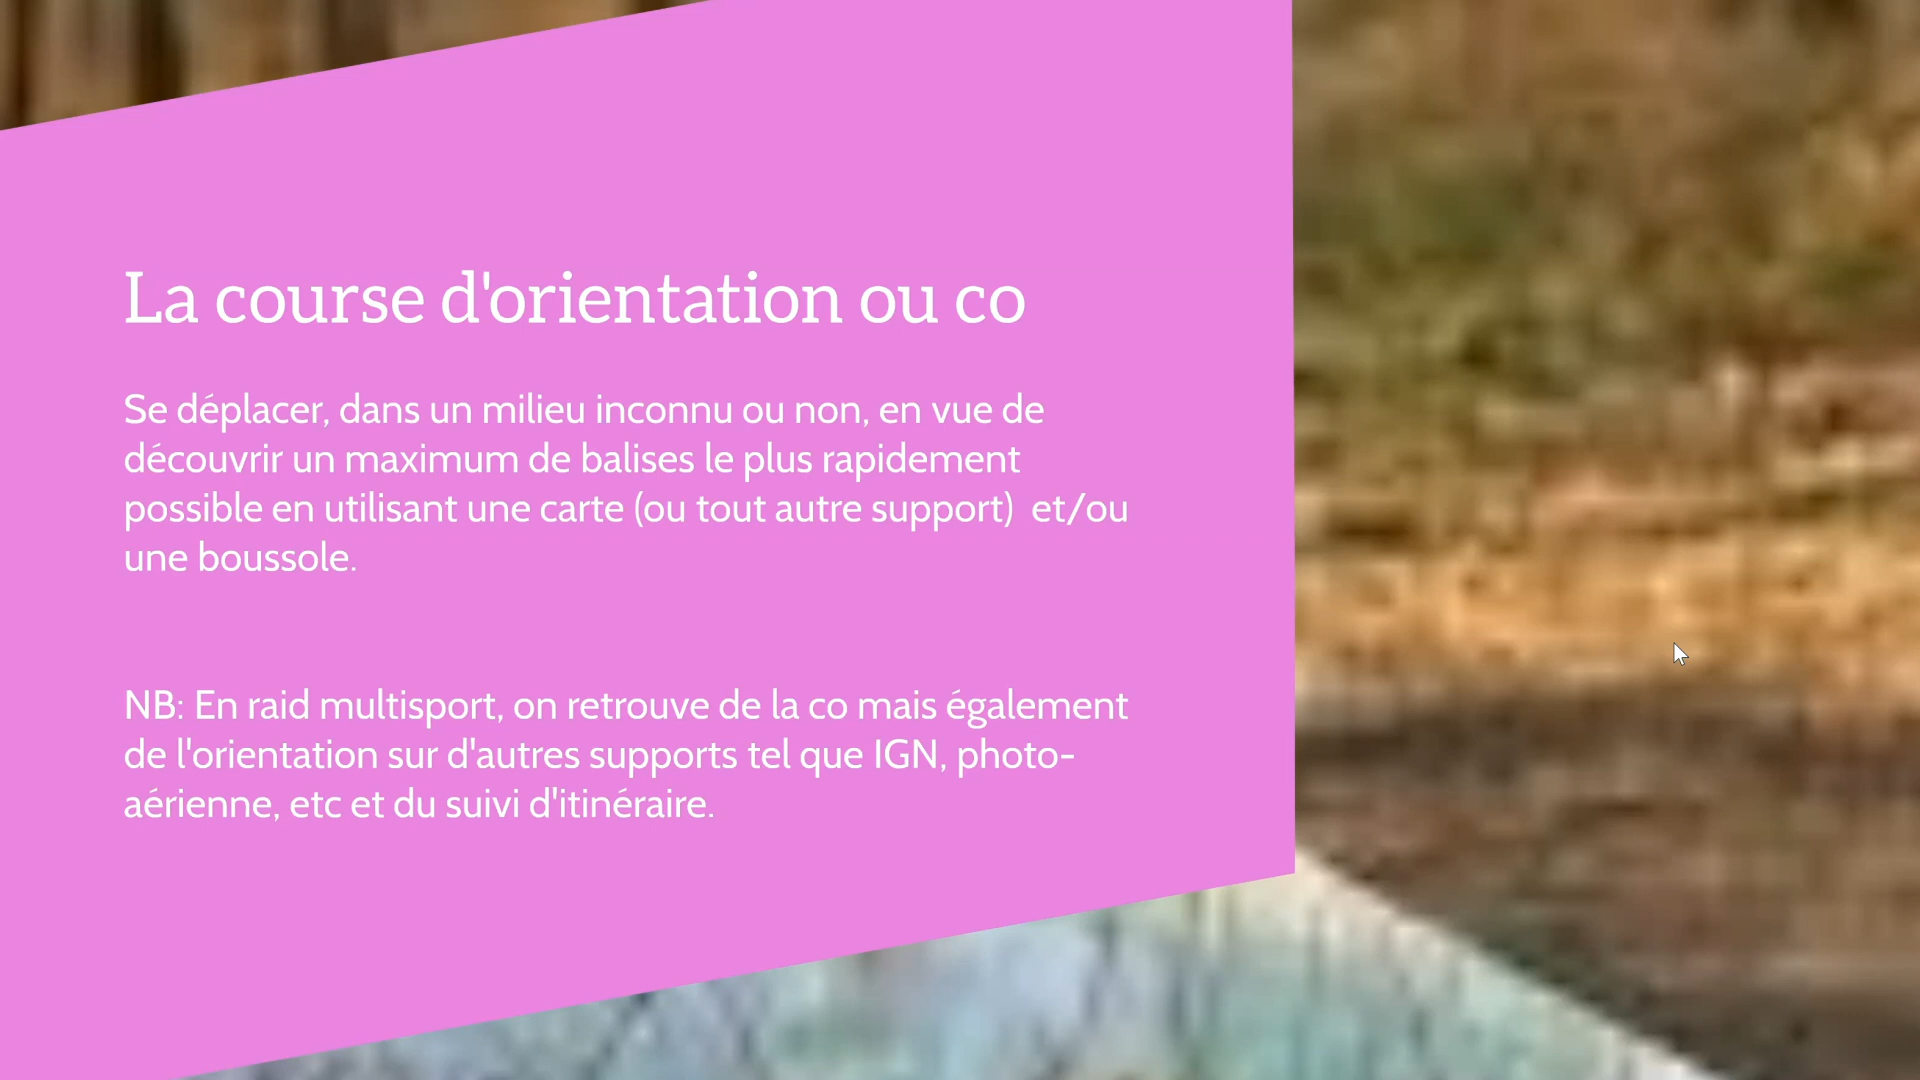 La course d'orientation ou co
Se déplacer, dans un milieu inconnu ou non, en vue de
découvrir un maximum de balises le plus rapidement
possible en utilisant une carte (ou tout autre support)  et/ou
une boussole.
NB: En raid multisport, on retrouve de la co mais également
de l'orientation sur d'autres supports tel que IGN, photo-
aérienne, etc et du suivi d'itinéraire.